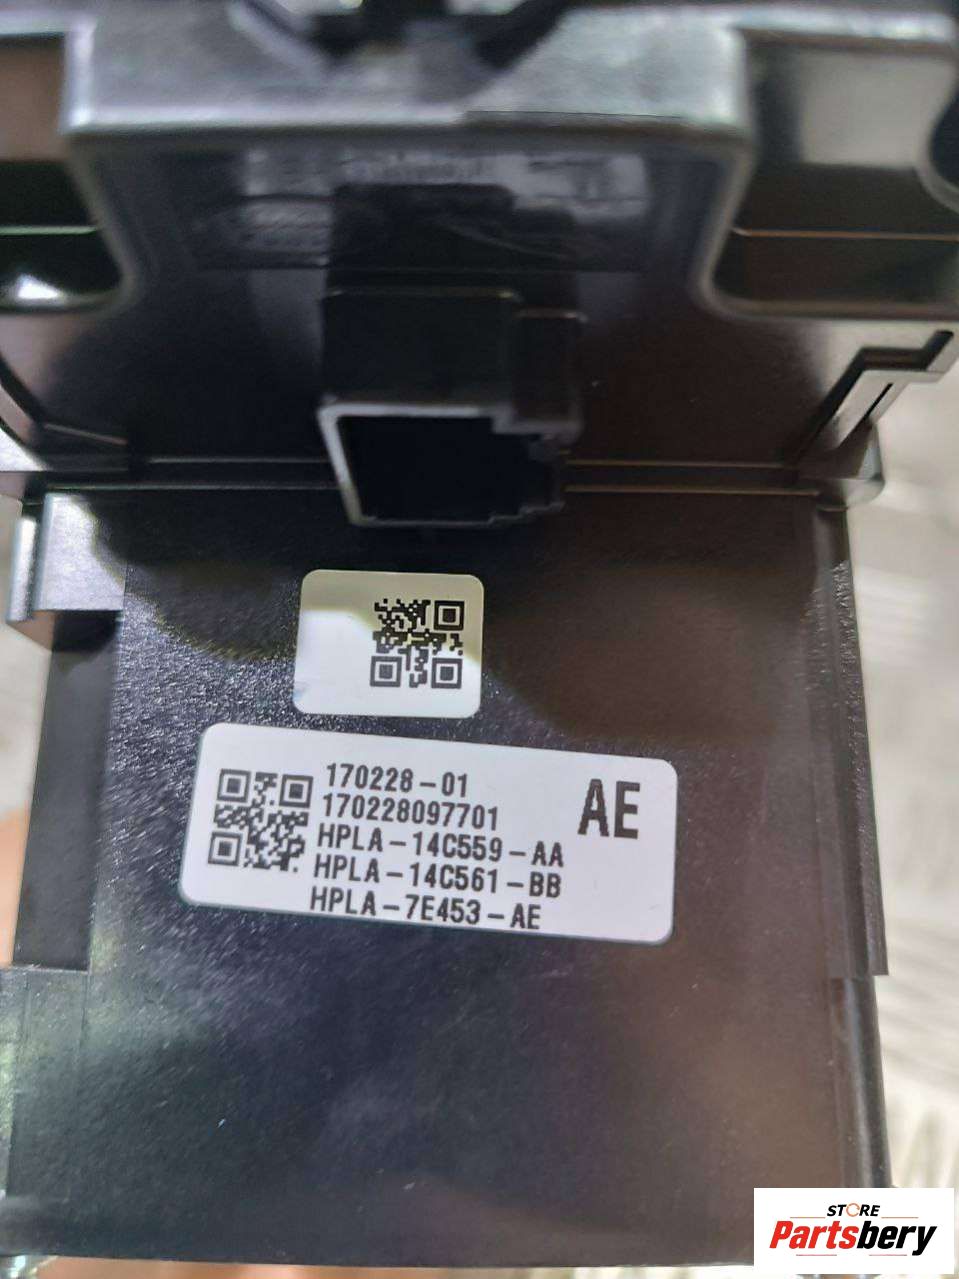 170228-01
AE
170228097701
HPLA-14C559-AA
HPLA-14C561-BB
HPLA-7E453-AE
STORE
Partsbery